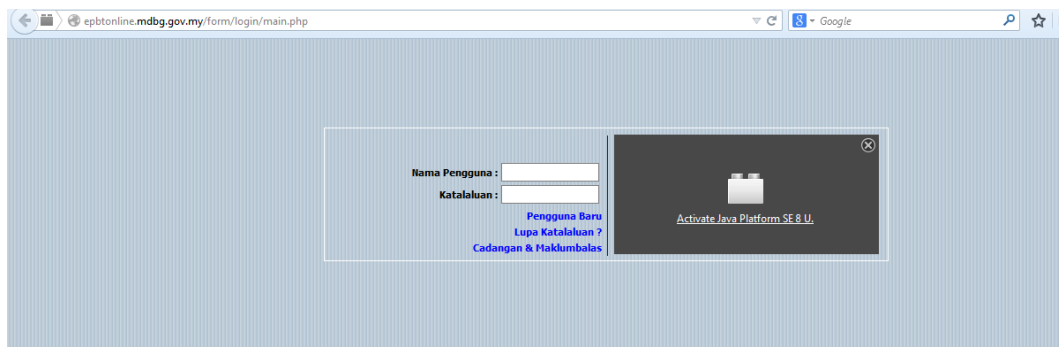 epbtonline.mdbg.gov.my/form/login/main.php
8 Google
Nama Pengguna :
Katalaluan :
Pengguna Baru
Lupa Katalaluan ?
Cadangan & Maklumbalas
Activate Java Platform SE 8 U.